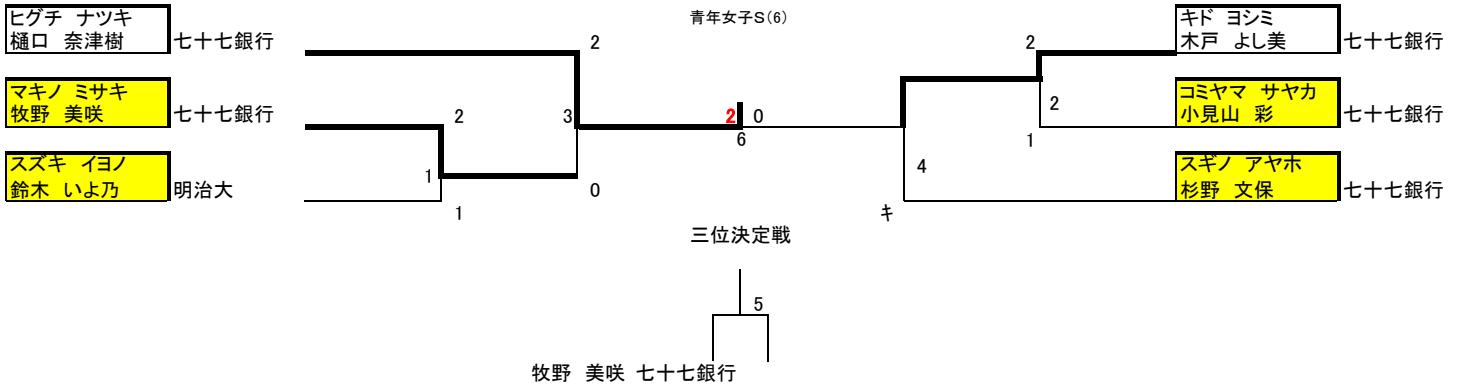 青年女子S(6)
ヒグチ ナツキ
樋口 奈津樹 七十七銀行
2
マキノ ミサキ
牧野 美咲 七十七銀行
2
3
スズキ イヨノ
鈴木 いよ乃 明治大
1
1
0
2 0
6
キド ヨシミ
木戸 よし美 七十七銀行
2
コミヤマ サヤカ
小見山 彩 七十七銀行
2
1
スギノ アヤホ
杉野 文保 七十七銀行
4
キ
三位決定戦
5
牧野 美咲 七十七銀行